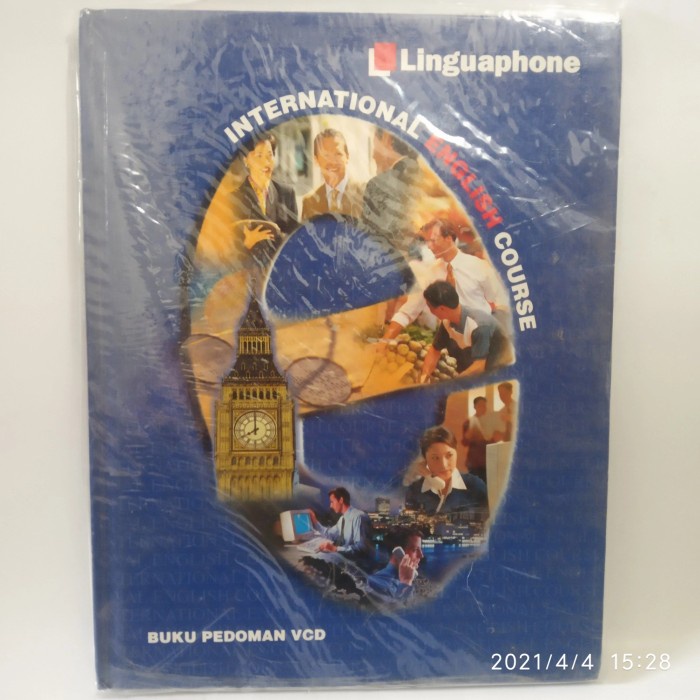 Linguaphone
INTERNATIONAL ENGLISH COURSE
BUKU PEDOMAN VCD
2021/4/4 15:28